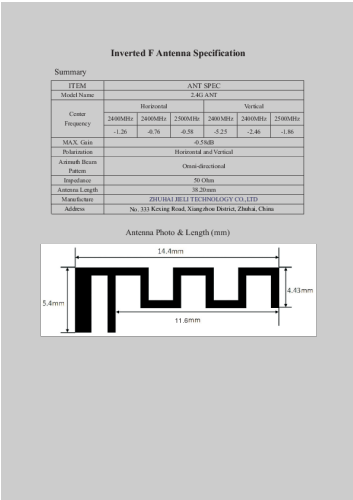 Inverted F Antenna Specification
Summary
ITEM ANT SPEC
Model Name 2.4G ANT
Center Frequency Horizontal Vertical
2400MHz 2400MHz 2500MHz 2400MHz 2400MHz 2500MHz
-1.26 -0.76 -0.58 -5.25 -2.46 -1.86
MAX. Gain -0.58dB
Polarization Horizontal and Vertical
Azimuth Beam Pattern Omni-directional
Impedance 50 Ohm
Antenna Length 38.20mm
Manufacture ZHUHAI JIELI TECHNOLOGY CO.,LTD
Address No. 333 Kexing Road, Xiangzhou District, Zhuhai, China
Antenna Photo & Length (mm)
14.4mm
5.4mm
4.43mm
11.6mm